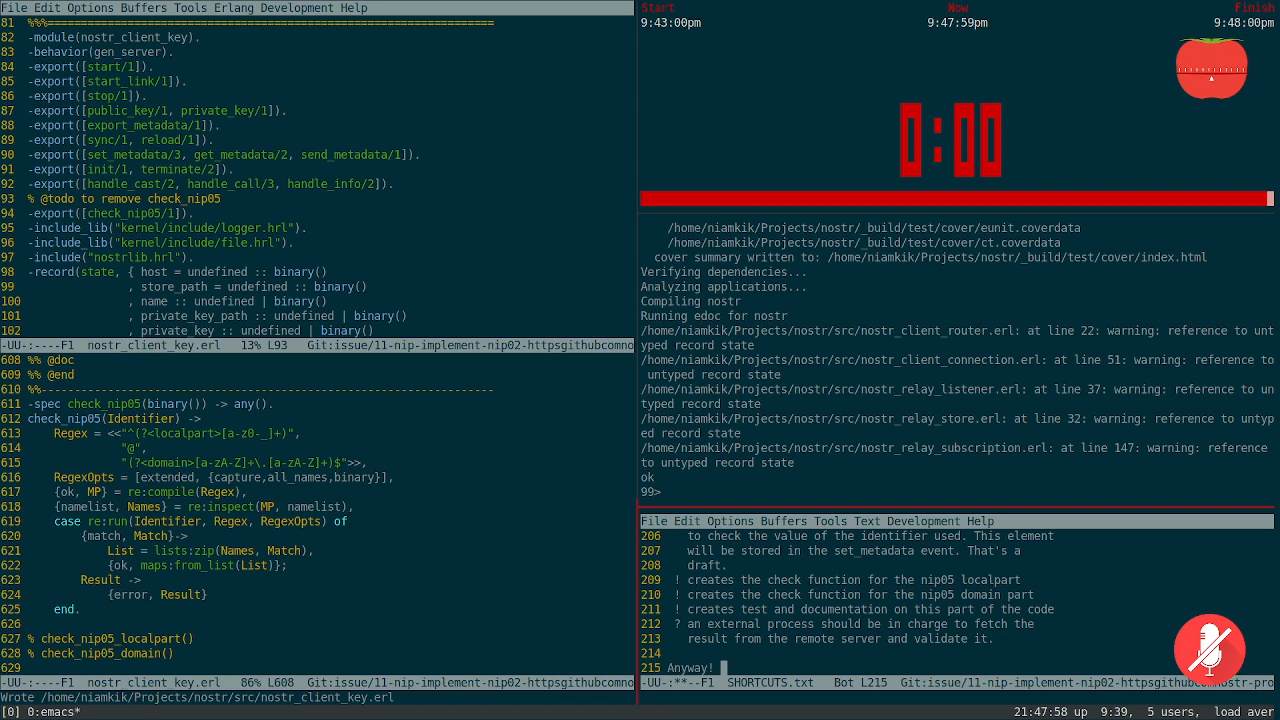 File Edit Options Buffers Tools Erlang Development Help
81 %%%===================================================================
82 -module(nostr_client_key).
83 -behavior(gen_server).
84 -export([start/1]).
85 -export([start_link/1]).
86 -export([stop/1]).
87 -export([public_key/1, private_key/1]).
88 -export([export_metadata/1]).
89 -export([sync/1, reload/1]).
90 -export([set_metadata/3, get_metadata/2, send_metadata/1]).
91 -export([init/1, terminate/2]).
92 -export([handle_cast/2, handle_call/3, handle_info/2]).
93 % @todo to remove check_nip05
94 -export([check_nip05/1]).
95 -include_lib("kernel/include/logger.hrl").
96 -include_lib("kernel/include/file.hrl").
97 -include("nostrlib.hrl").
98 -record(state, { host = undefined :: binary()
99 , store_path = undefined :: binary()
100 , name :: undefined | binary()
101 , private_key_path :: undefined | binary()
102 , private_key :: undefined | binary()
-UU-:----F1 nostr_client_key.erl 13% L93 Git:issue/11-nip-implement-nip02-httpsgithubcomno
608 %% @doc
609 %% @end
610 %%--------------------------------------------------------------------
611 -spec check_nip05(binary()) -> any().
612 check_nip05(Identifier) ->
613 Regex = <<"^(?<localpart>[a-z0-_]+)",
614 "@",
615 "(?<domain>[a-zA-Z]+\.[a-zA-Z]+)$">>,
616 RegexOpts = [extended, {capture,all_names,binary}],
617 {ok, MP} = re:compile(Regex),
618 {namelist, Names} = re:inspect(MP, namelist),
619 case re:run(Identifier, Regex, RegexOpts) of
620 {match, Match}->
621 List = lists:zip(Names, Match),
622 {ok, maps:from_list(List)};
623 Result ->
624 {error, Result}
625 end.
626
627 % check_nip05_localpart()
628 % check_nip05_domain()
629
-UU-:----F1 nostr_client_key.erl 86% L608 Git:issue/11-nip-implement-nip02-httpsgithubcomno
Wrote /home/niamkik/Projects/nostr/src/nostr_client_key.erl
Start Now Finish
9:43:00pm 9:47:59pm 9:48:00pm
0:00
/home/niamkik/Projects/nostr/_build/test/cover/eunit.coverdata
/home/niamkik/Projects/nostr/_build/test/cover/ct.coverdata
cover summary written to: /home/niamkik/Projects/nostr/_build/test/cover/index.html
Verifying dependencies...
Analyzing applications...
Compiling nostr
Running edoc for nostr
/home/niamkik/Projects/nostr/src/nostr_client_router.erl: at line 22: warning: reference to unt
yped record state
/home/niamkik/Projects/nostr/src/nostr_client_connection.erl: at line 51: warning: reference to
untyped record state
/home/niamkik/Projects/nostr/src/nostr_relay_listener.erl: at line 37: warning: reference to un
typed record state
/home/niamkik/Projects/nostr/src/nostr_relay_store.erl: at line 32: warning: reference to untyp
ed record state
/home/niamkik/Projects/nostr/src/nostr_relay_subscription.erl: at line 147: warning: reference
to untyped record state
ok
99>
File Edit Options Buffers Tools Text Development Help
206 to check the value of the identifier used. This element
207 will be stored in the set_metadata event. That's a
208 draft.
209 ! creates the check function for the nip05 localpart
210 ! creates the check function for the nip05 domain part
211 ! creates test and documentation on this part of the code
212 ? an external process should be in charge to fetch the
213 result from the remote server and validate it.
214
215 Anyway!
-UU-:**--F1 SHORTCUTS.txt Bot L215 Git:issue/11-nip-implement-nip02-httpsgithubcomnostr-pro
[0] 0:emacs* 21:47:58 up 9:39, 5 users, load aver